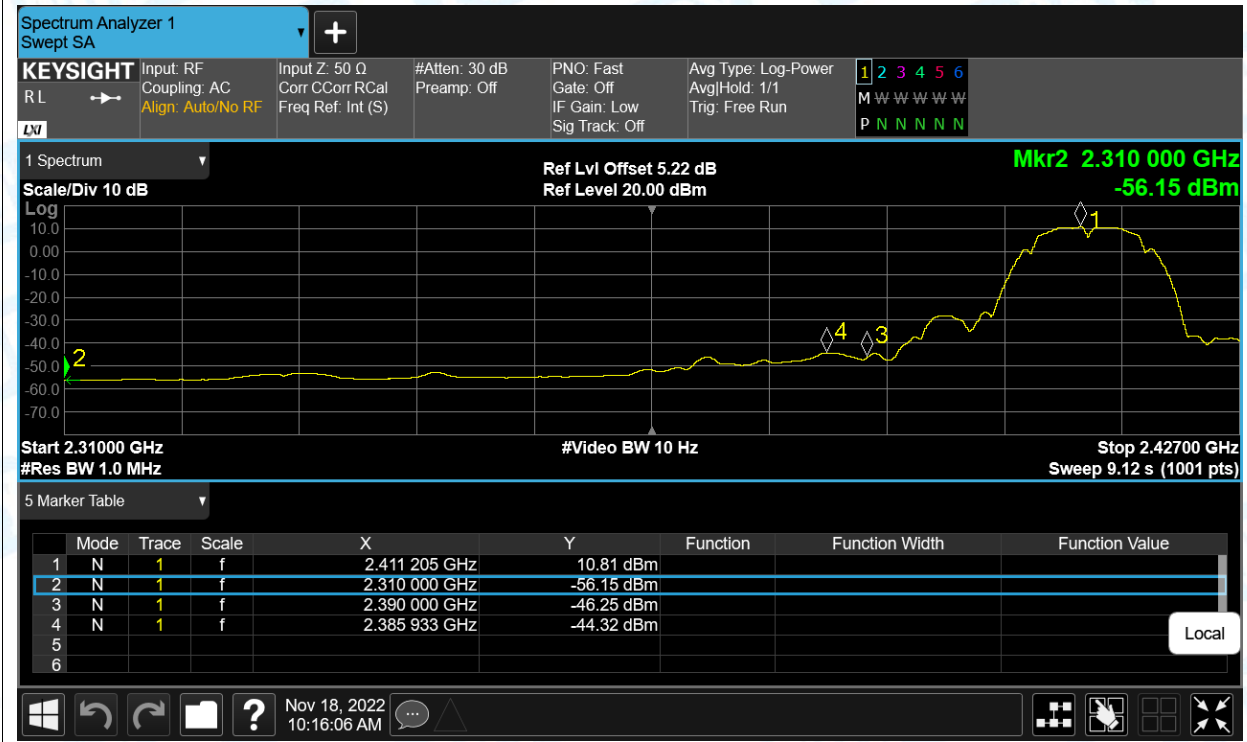 Spectrum Analyzer 1
Swept SA
+
KEYSIGHT Input: RF Input Z: 50 Ω #Atten: 30 dB PNO: Fast Avg Type: Log-Power 1 2 3 4 5 6
R L Coupling: AC Corr CCorr RCal Preamp: Off Gate: Off Avg|Hold: 1/1 M W W W W W W
Align: Auto/No RF Freq Ref: Int (S) IF Gain: Low Trig: Free Run
LXI Sig Track: Off P N N N N N N
1 Spectrum Ref Lvl Offset 5.22 dB Mkr2 2.310 000 GHz
Scale/Div 10 dB Ref Level 20.00 dBm -56.15 dBm
Log
10.0 1
0.00
-10.0
-20.0
-30.0
-40.0 4 3
-50.0 2
-60.0
-70.0
Start 2.31000 GHz #Video BW 10 Hz Stop 2.42700 GHz
#Res BW 1.0 MHz Sweep 9.12 s (1001 pts)
5 Marker Table
Mode Trace Scale X Y Function Function Width Function Value
1 N 1 f 2.411 205 GHz 10.81 dBm
2 N 1 f 2.310 000 GHz -56.15 dBm
3 N 1 f 2.390 000 GHz -46.25 dBm
4 N 1 f 2.385 933 GHz -44.32 dBm
5
6
Local
? Nov 18, 2022
10:16:06 AM